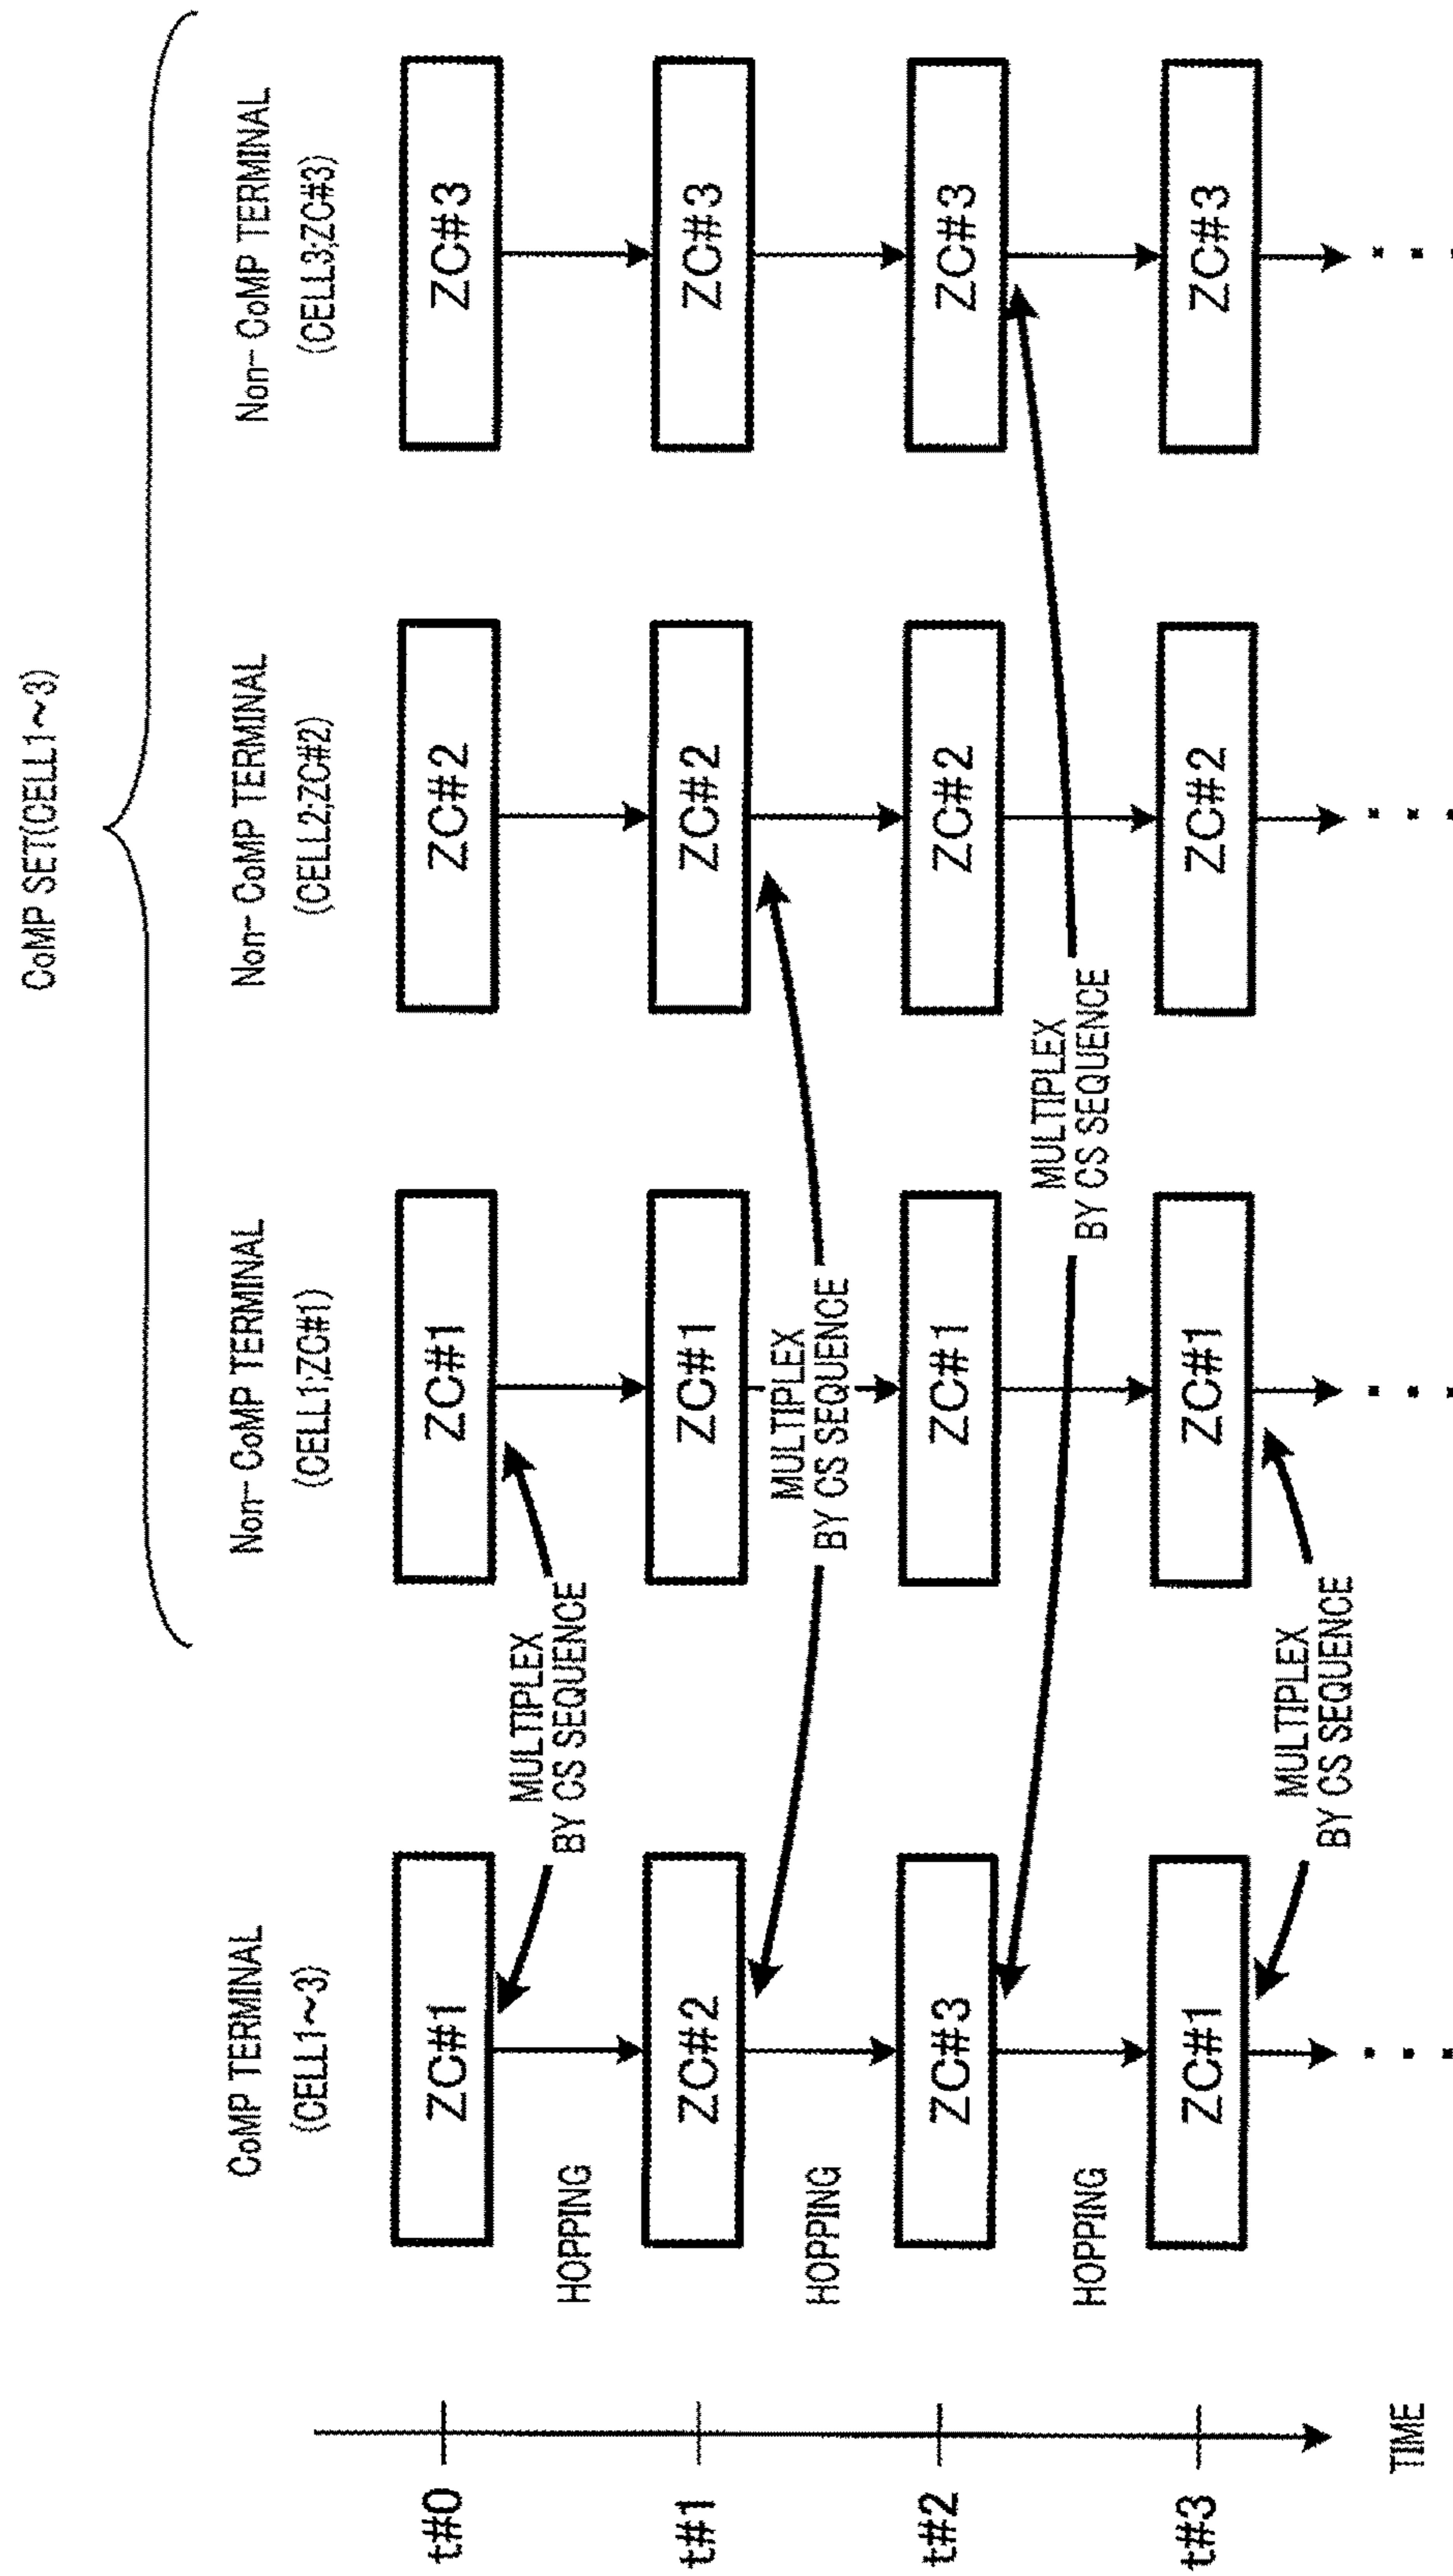 CoMP SET(CELL1~3)
CoMP TERMINAL
(CELL1~3)
Non-CoMP TERMINAL
(CELL1;ZC#1)
Non-CoMP TERMINAL
(CELL2;ZC#2)
Non-CoMP TERMINAL
(CELL3;ZC#3)
t#0
ZC#1
ZC#1
ZC#2
ZC#3
HOPPING
MULTIPLEX
BY CS SEQUENCE
t#1
ZC#2
ZC#1
ZC#2
ZC#3
HOPPING
MULTIPLEX
BY CS SEQUENCE
t#2
ZC#3
ZC#1
ZC#2
ZC#3
HOPPING
MULTIPLEX
BY CS SEQUENCE
t#3
ZC#1
ZC#1
ZC#2
ZC#3
MULTIPLEX
BY CS SEQUENCE
TIME